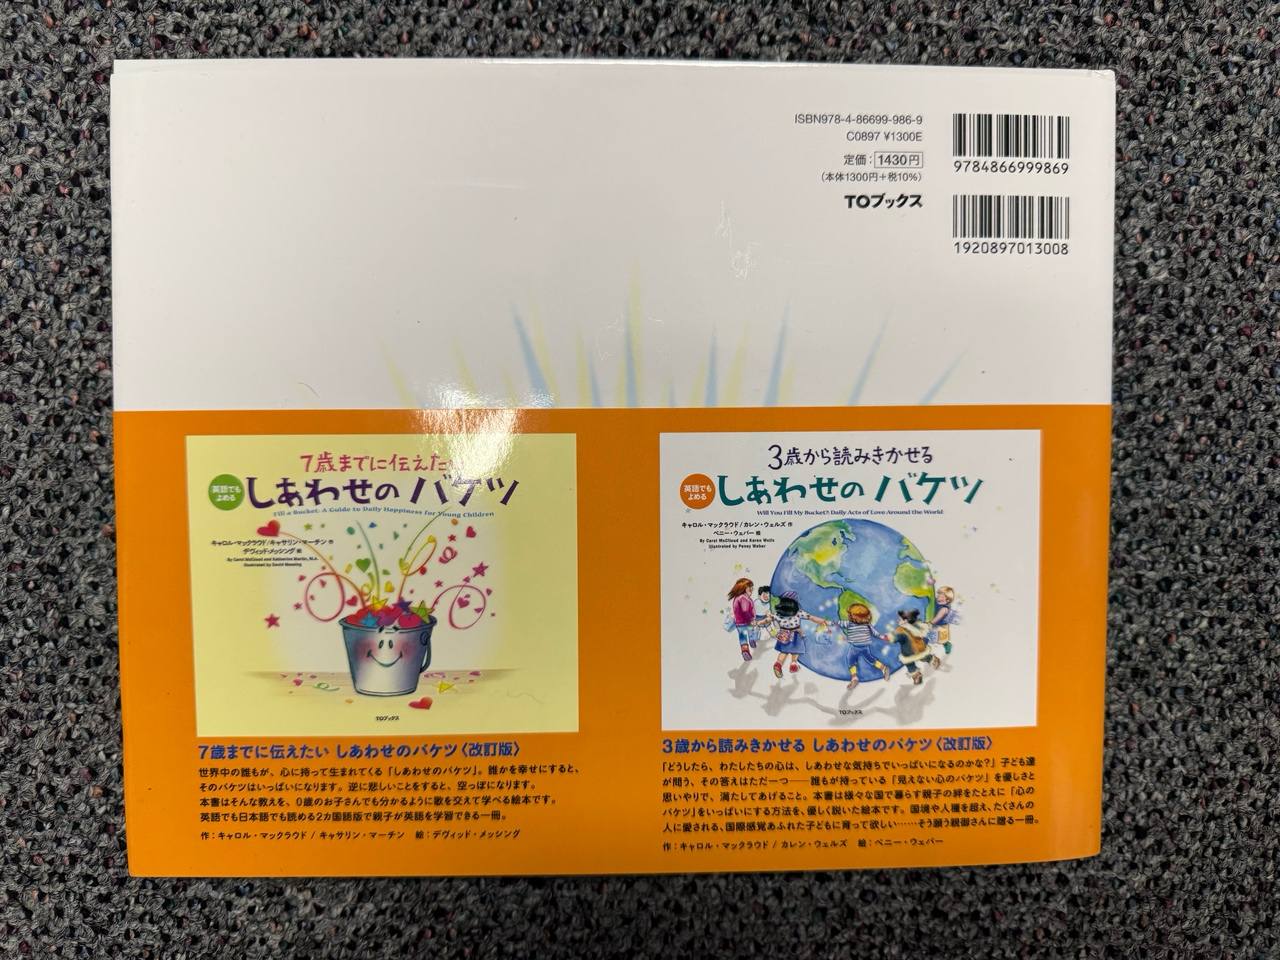 ISBN978-4-86699-986-9
C0897 ¥1300E
定価：1430円
（本体1300円＋税10%）
TOブックス
9784866999869
1920897013008
7歳までに伝えたい
英語でも
よめる
しあわせの バケツ
Fill a Bucket: A Guide to Daily Happiness for Young Children
キャロル・マックラウド/キャサリン・マーチン 作
デヴィッド・メッシング 絵
By Carol McCloud and Katherine Martin, M.A.
Illustrated by David Messing
TOブックス
7歳までに伝えたい しあわせのバケツ〈改訂版〉
世界中の誰もが、心に持って生まれてくる「しあわせのバケツ」。誰かを幸せにすると、
そのバケツはいっぱいになります。逆に悲しいことをすると、空っぽになります。
本書はそんな教えを、0歳のお子さんでも分かるように歌を交えて学べる絵本です。
英語でも日本語でも読める2カ国語版で親子が英語を学習できる一冊。
作：キャロル・マックラウド / キャサリン・マーチン 絵：デヴィッド・メッシング
3歳から読みきかせる
英語でも
よめる
しあわせの バケツ
Will You Fill My Bucket? Daily Acts of Love Around the World
キャロル・マックラウド/カレン・ウェルズ 作
ペニー・ウェバー 絵
By Carol McCloud and Karen Wells
Illustrated by Penny Weber
TOブックス
3歳から読みきかせる しあわせのバケツ〈改訂版〉
「どうしたら、わたしたちの心は、しあわせな気持ちでいっぱいになるのかな？」子ども達
が問う、その答えはただ一つ――誰もが持っている「見えない心のバケツ」を優しさと
思いやりで、満たしてあげること。本書は様々な国で暮らす親子の絆をたとえに「心の
バケツ」をいっぱいにする方法を、優しく説いた絵本です。国境や人種を超え、たくさんの
人に愛される、国際感覚あふれた子どもに育って欲しい……そう願う親御さんに贈る一冊。
作：キャロル・マックラウド / カレン・ウェルズ 絵：ペニー・ウェバー